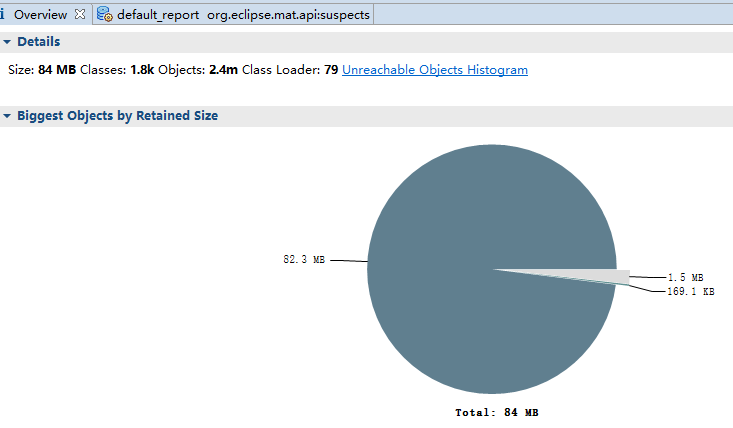 i Overview default_report org.eclipse.mat.api:suspects
Details
Size: 84 MB Classes: 1.8k Objects: 2.4m Class Loader: 79 Unreachable Objects Histogram
Biggest Objects by Retained Size
82.3 MB
1.5 MB
169.1 KB
Total: 84 MB